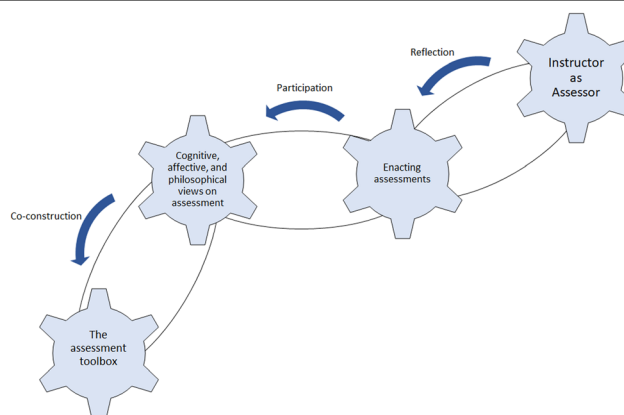 Reflection
Instructor
as
Assessor
Participation
Enacting
assessments
Cognitive,
affective, and
philosophical
views on
assessment
Co-construction
The
assessment
toolbox